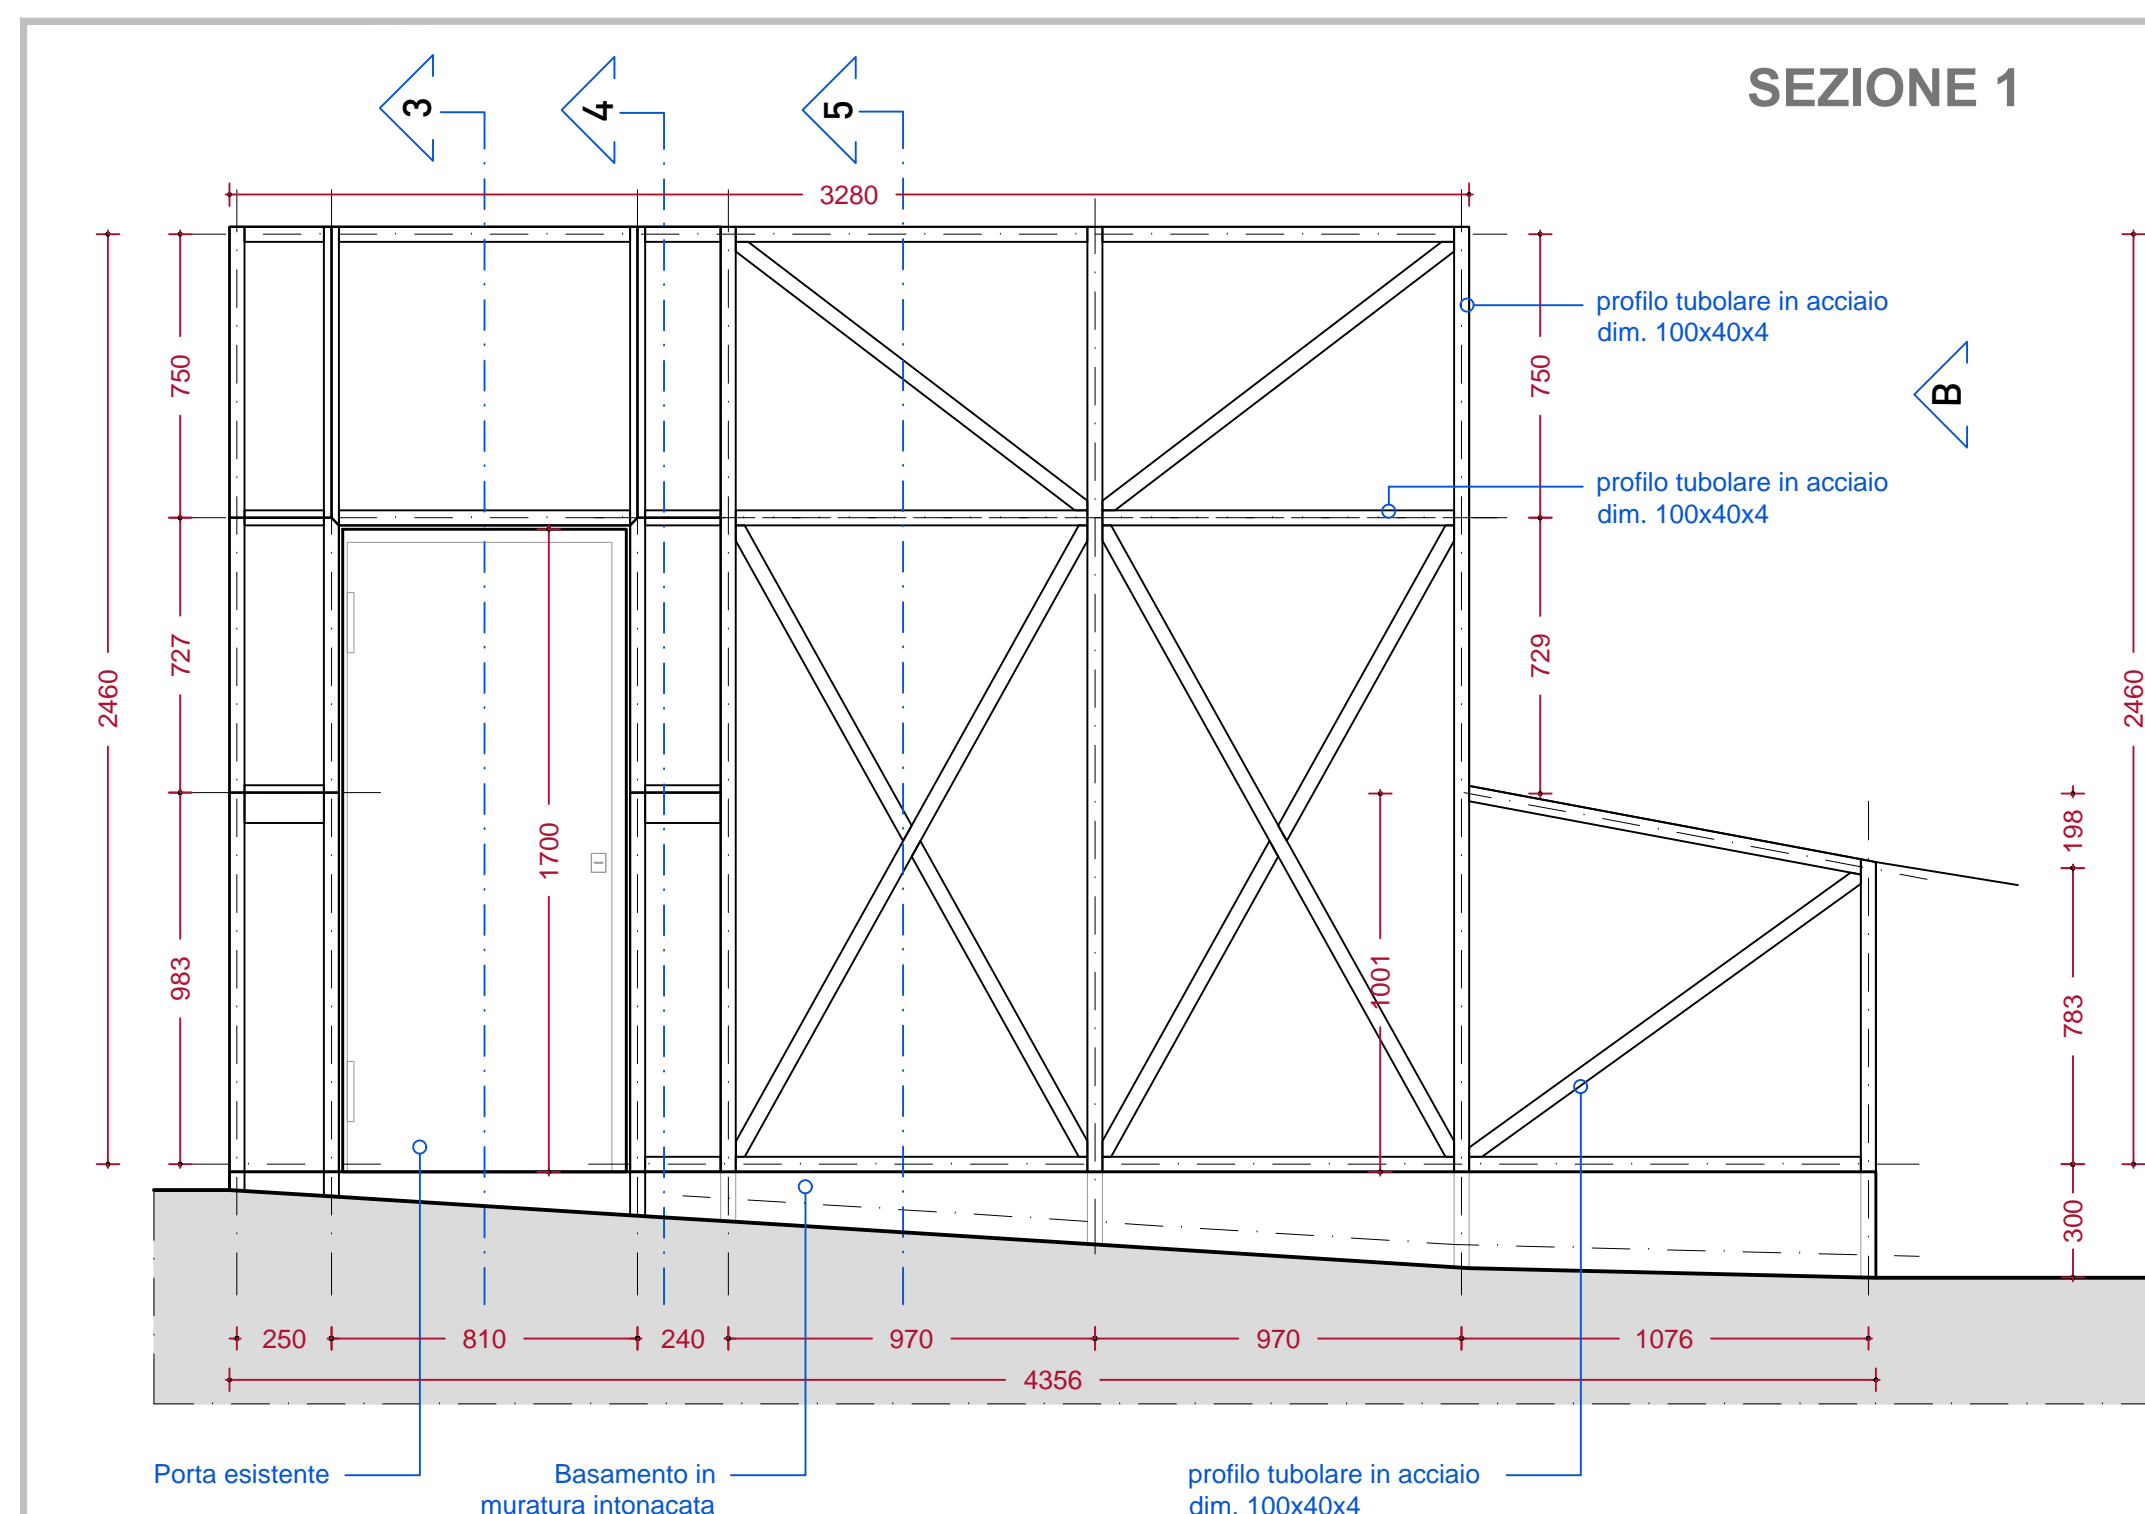 SEZIONE 1
3
4
5
3280
profilo tubolare in acciaio
dim. 100x40x4
750
750
B
profilo tubolare in acciaio
dim. 100x40x4
727
729
2460
2460
198
1700
983
1001
783
300
250
810
240
970
970
1076
4356
Porta esistente
Basamento in
muratura intonacata
profilo tubolare in acciaio
dim. 100x40x4